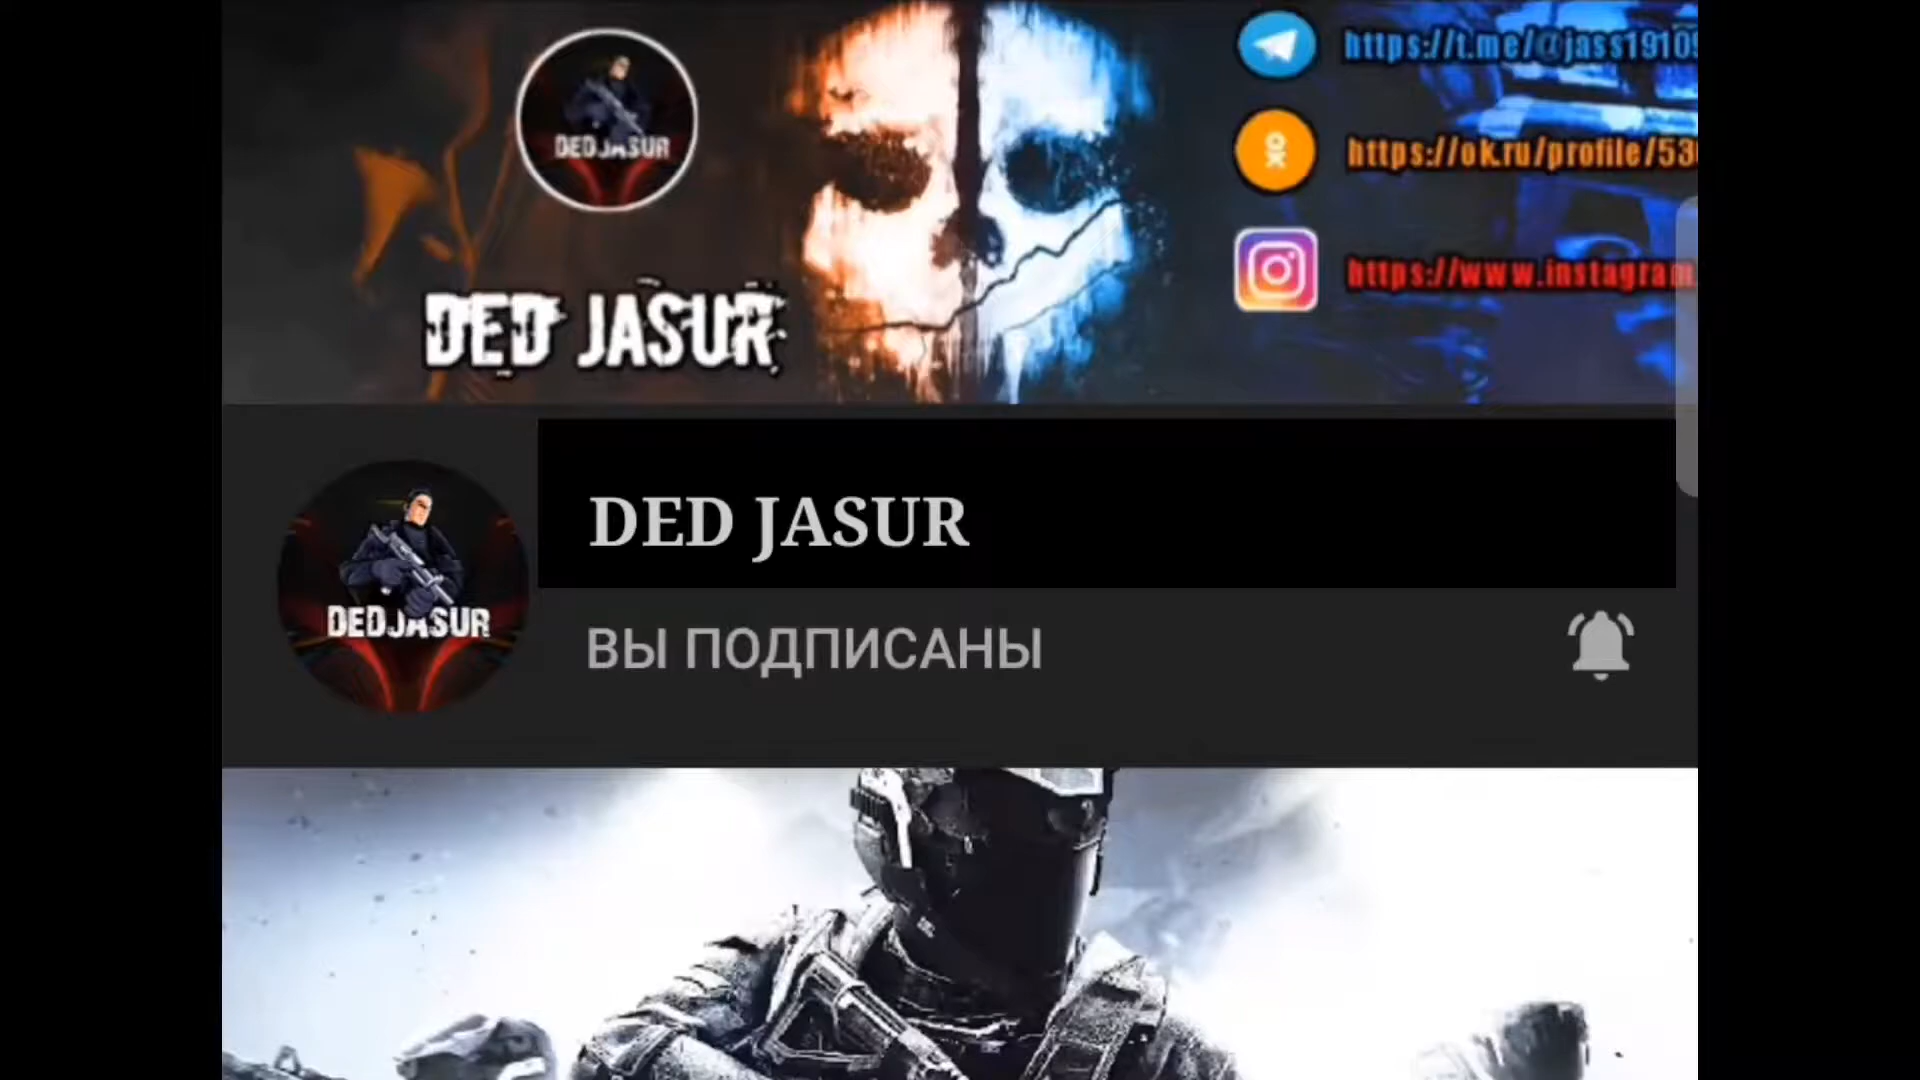 https://t.me/@jass1910
DEDJASUR
https://ok.ru/profile/53
https://www.instagram.
DED JASUR
DED JASUR
DEDJASUR
ВЫ ПОДПИСАНЫ